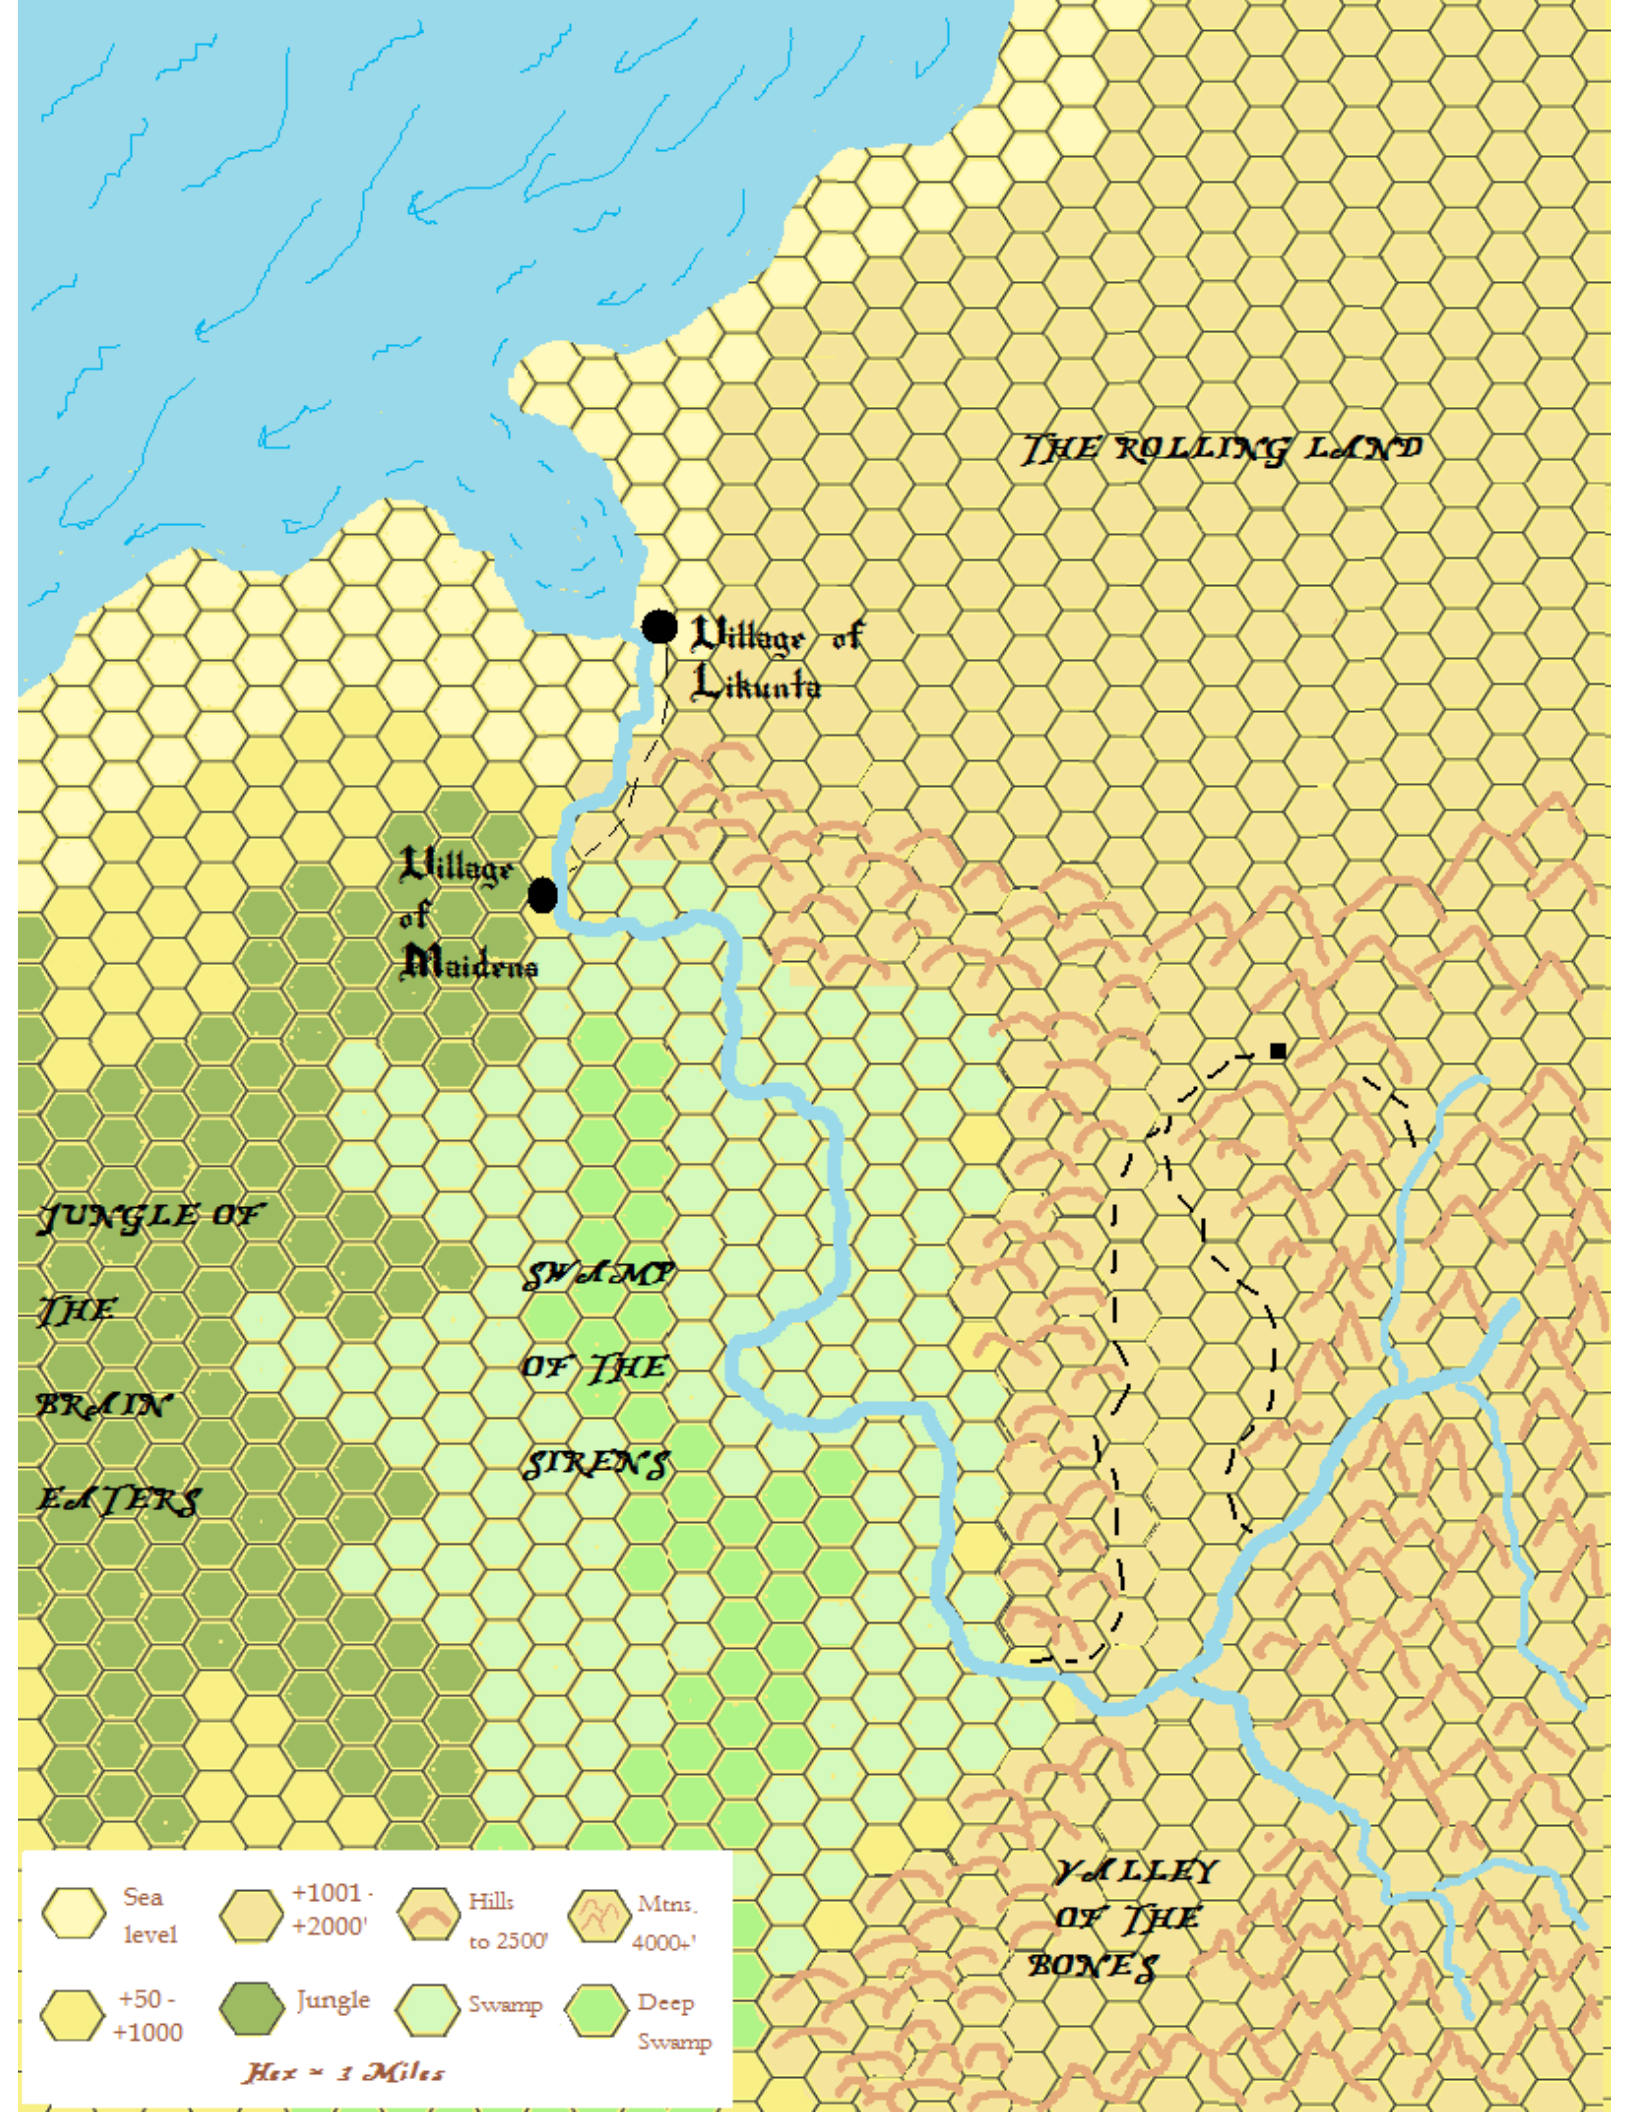 THE ROLLING LAND
Village of
Likunta
Village
of
Maidens
JUNGLE OF
THE
BRAIN
EATERS
SWAMP
OF THE
SIRENS
VALLEY
OF THE
BONES
Sea
level
+1001 -
+2000'
Hills
to 2500'
Mtns.
4000+'
+50 -
+1000
Jungle
Swamp
Deep
Swamp
Hex = 3 Miles